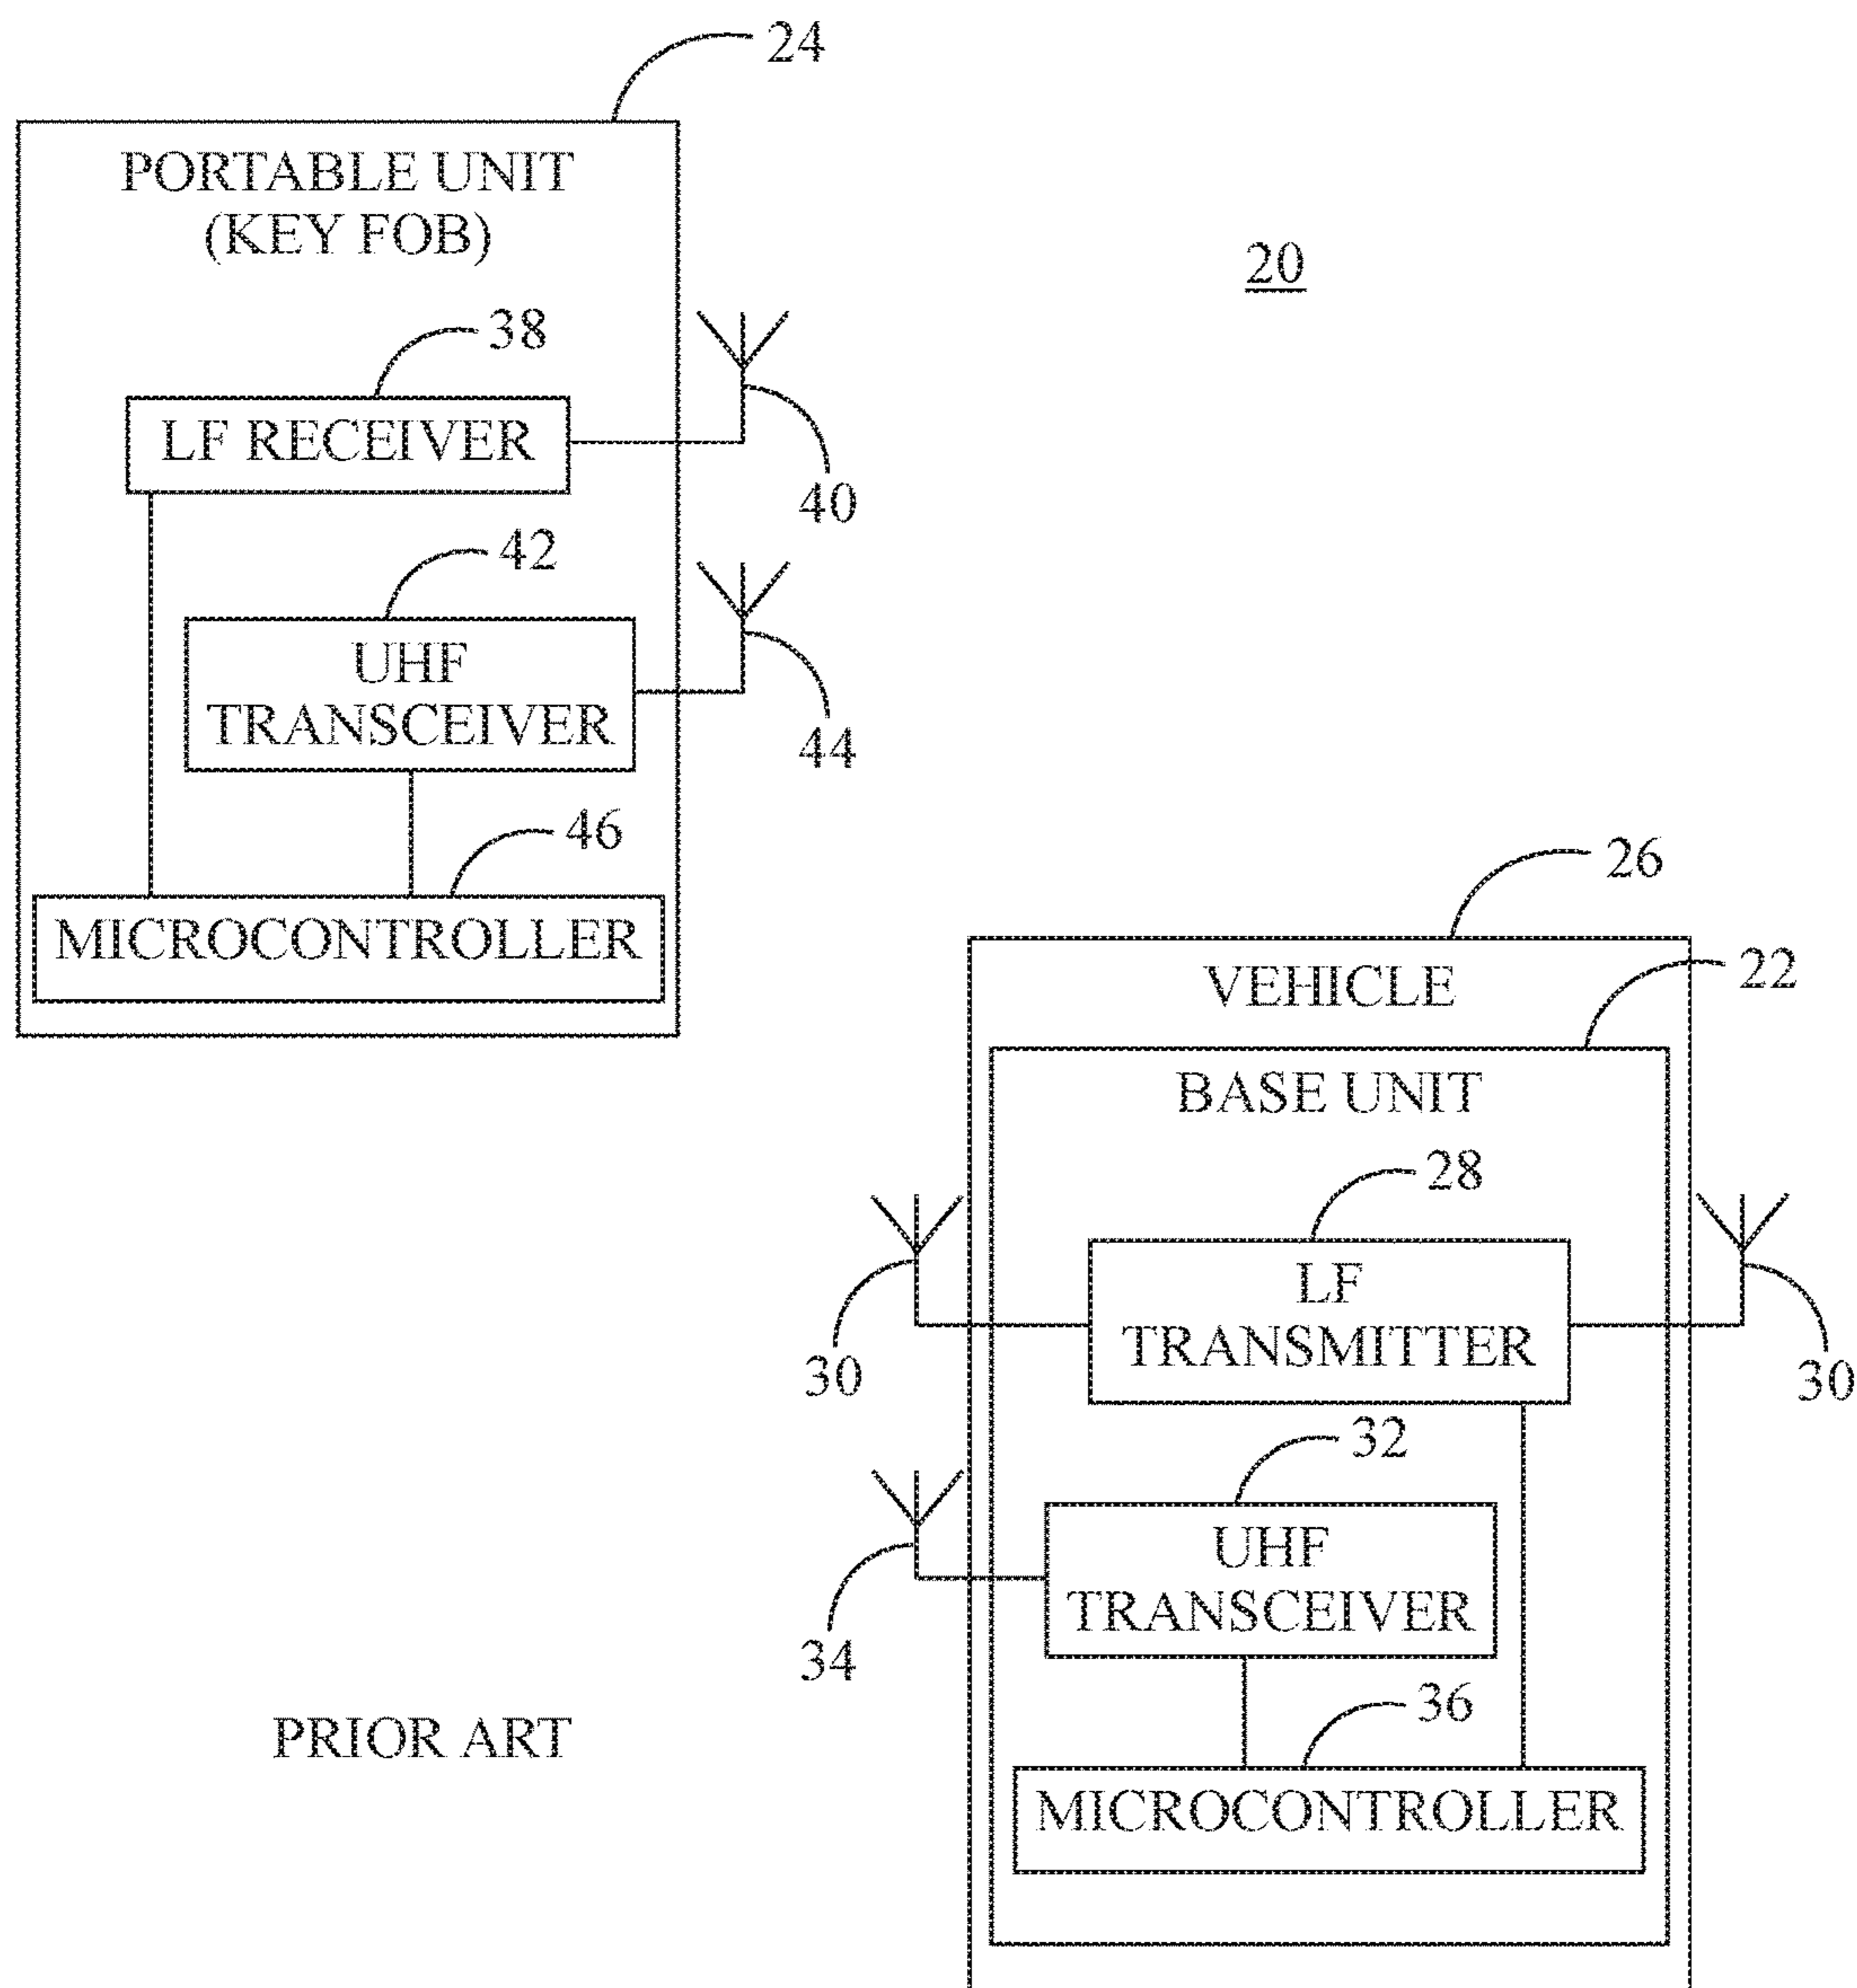 24
PORTABLE UNIT
(KEY FOB)
20
38
LF RECEIVER
40
42
UHF
TRANSCEIVER
44
46
MICROCONTROLLER
26
VEHICLE
22
BASE UNIT
28
LF
TRANSMITTER
30
30
32
UHF
TRANSCEIVER
34
36
MICROCONTROLLER
PRIOR ART